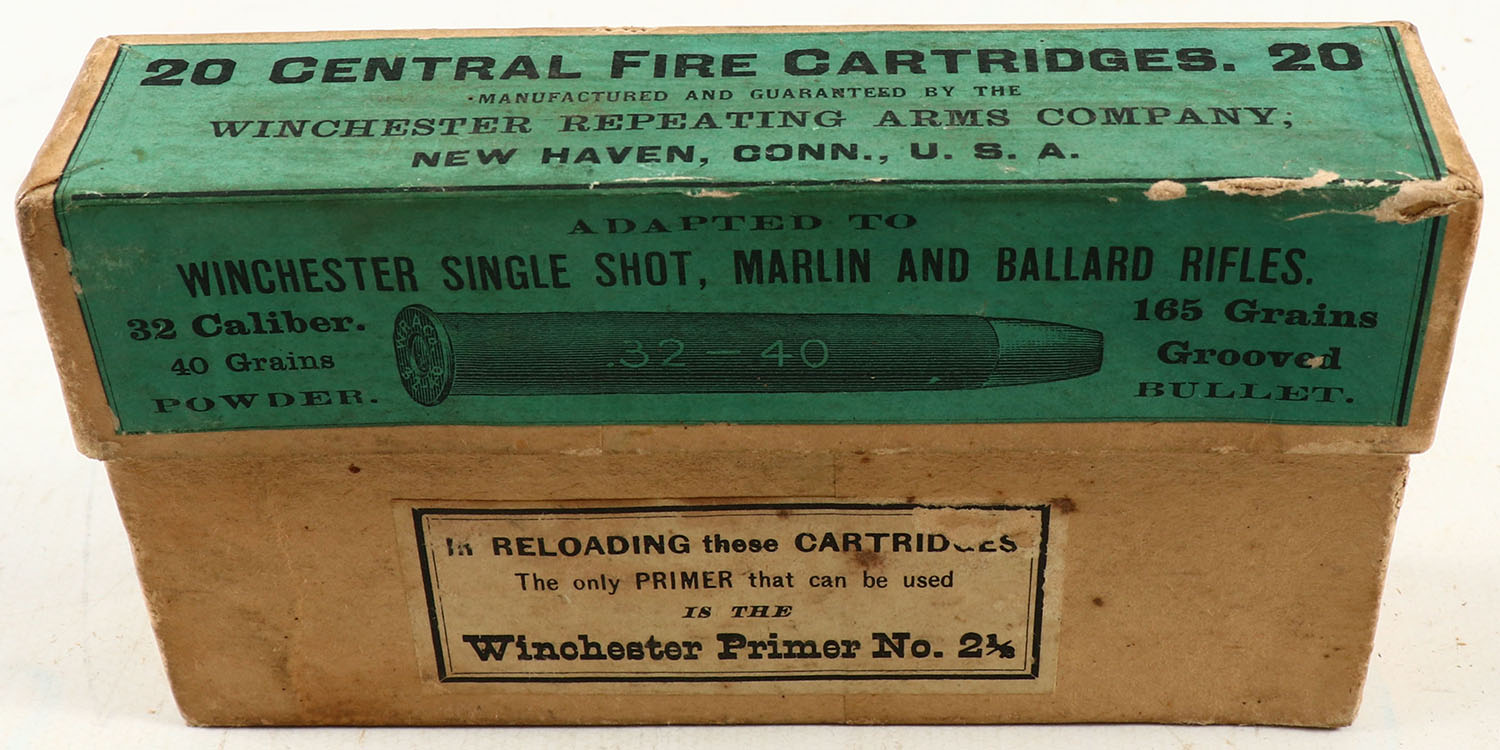 20 CENTRAL FIRE CARTRIDGES. 20
MANUFACTURED AND GUARANTEED BY THE
WINCHESTER REPEATING ARMS COMPANY,
NEW HAVEN, CONN., U. S. A.
ADAPTED TO
WINCHESTER SINGLE SHOT, MARLIN AND BALLARD RIFLES.
32 Caliber.
40 Grains
POWDER.
.32 – 40
165 Grains
Grooved
BULLET.
In RELOADING these CARTRIDGES
The only PRIMER that can be used
IS THE
Winchester Primer No. 2½